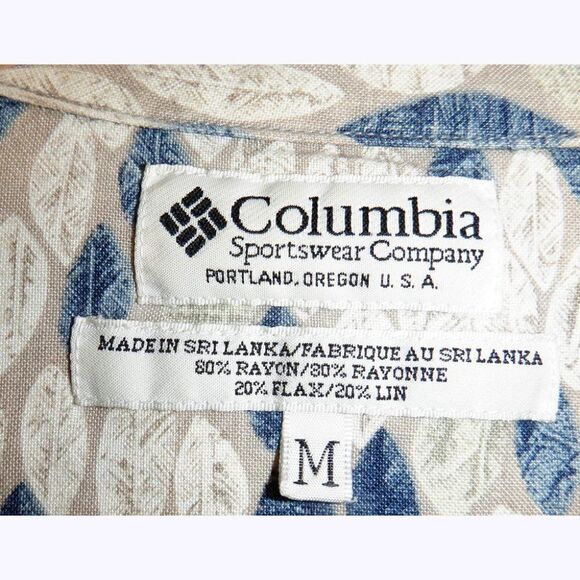 Columbia
Sportswear Company
PORTLAND, OREGON U. S. A.
MADE IN SRI LANKA/FABRIQUE AU SRI LANKA
80% RAYON/80% RAYONNE
20% FLAX/20% LIN
M